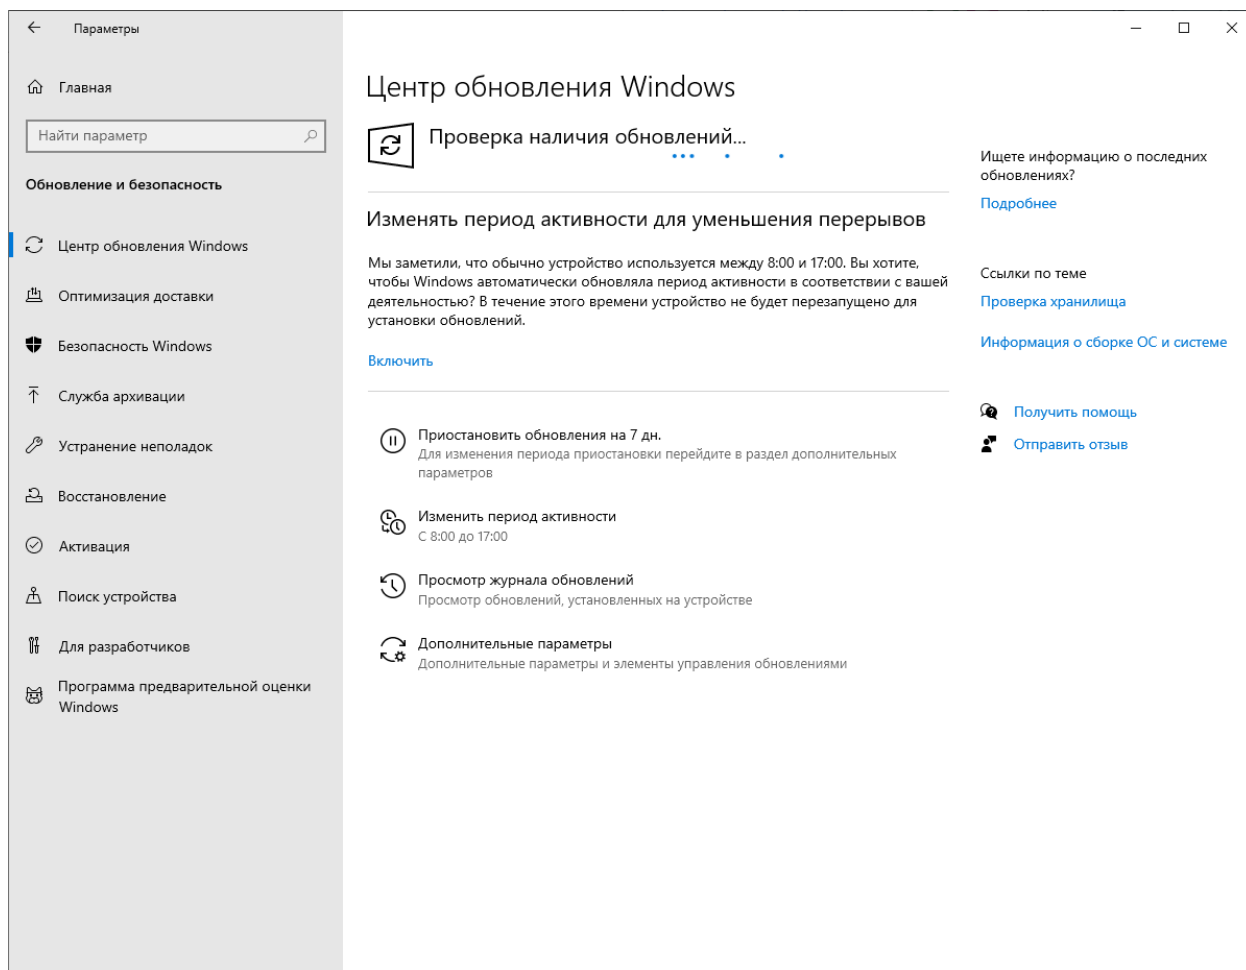 Параметры
Главная
Найти параметр
Обновление и безопасность
Центр обновления Windows
Оптимизация доставки
Безопасность Windows
Служба архивации
Устранение неполадок
Восстановление
Активация
Поиск устройства
Для разработчиков
Программа предварительной оценки
Windows
Центр обновления Windows
Проверка наличия обновлений...
Изменять период активности для уменьшения перерывов
Мы заметили, что обычно устройство используется между 8:00 и 17:00. Вы хотите,
чтобы Windows автоматически обновляла период активности в соответствии с вашей
деятельностью? В течение этого времени устройство не будет перезапущено для
установки обновлений.
Включить
Приостановить обновления на 7 дн.
Для изменения периода приостановки перейдите в раздел дополнительных
параметров
Изменить период активности
С 8:00 до 17:00
Просмотр журнала обновлений
Просмотр обновлений, установленных на устройстве
Дополнительные параметры
Дополнительные параметры и элементы управления обновлениями
Ищете информацию о последних
обновлениях?
Подробнее
Ссылки по теме
Проверка хранилища
Информация о сборке ОС и системе
Получить помощь
Отправить отзыв